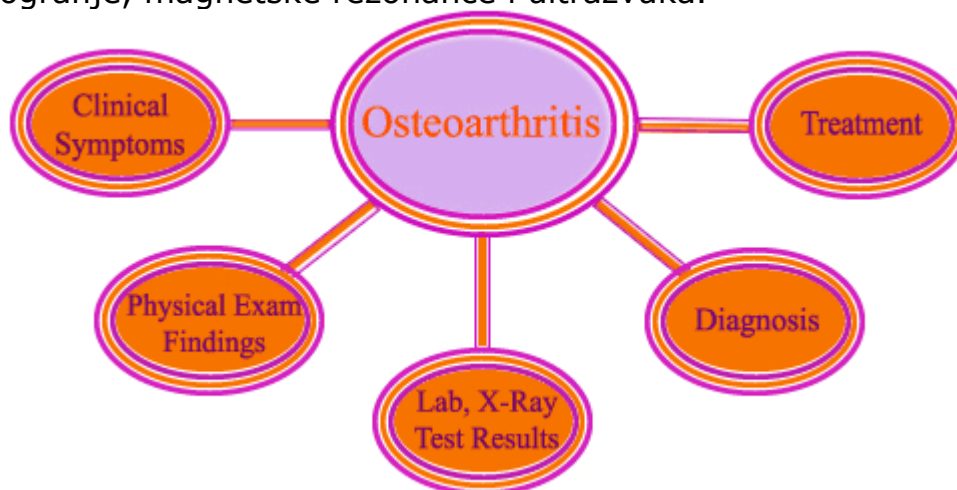 magnetske rezonance i ultrazvuka.
Osteoarthritis
Clinical
Symptoms
Treatment
Physical Exam
Findings
Diagnosis
Lab, X-Ray
Test Results